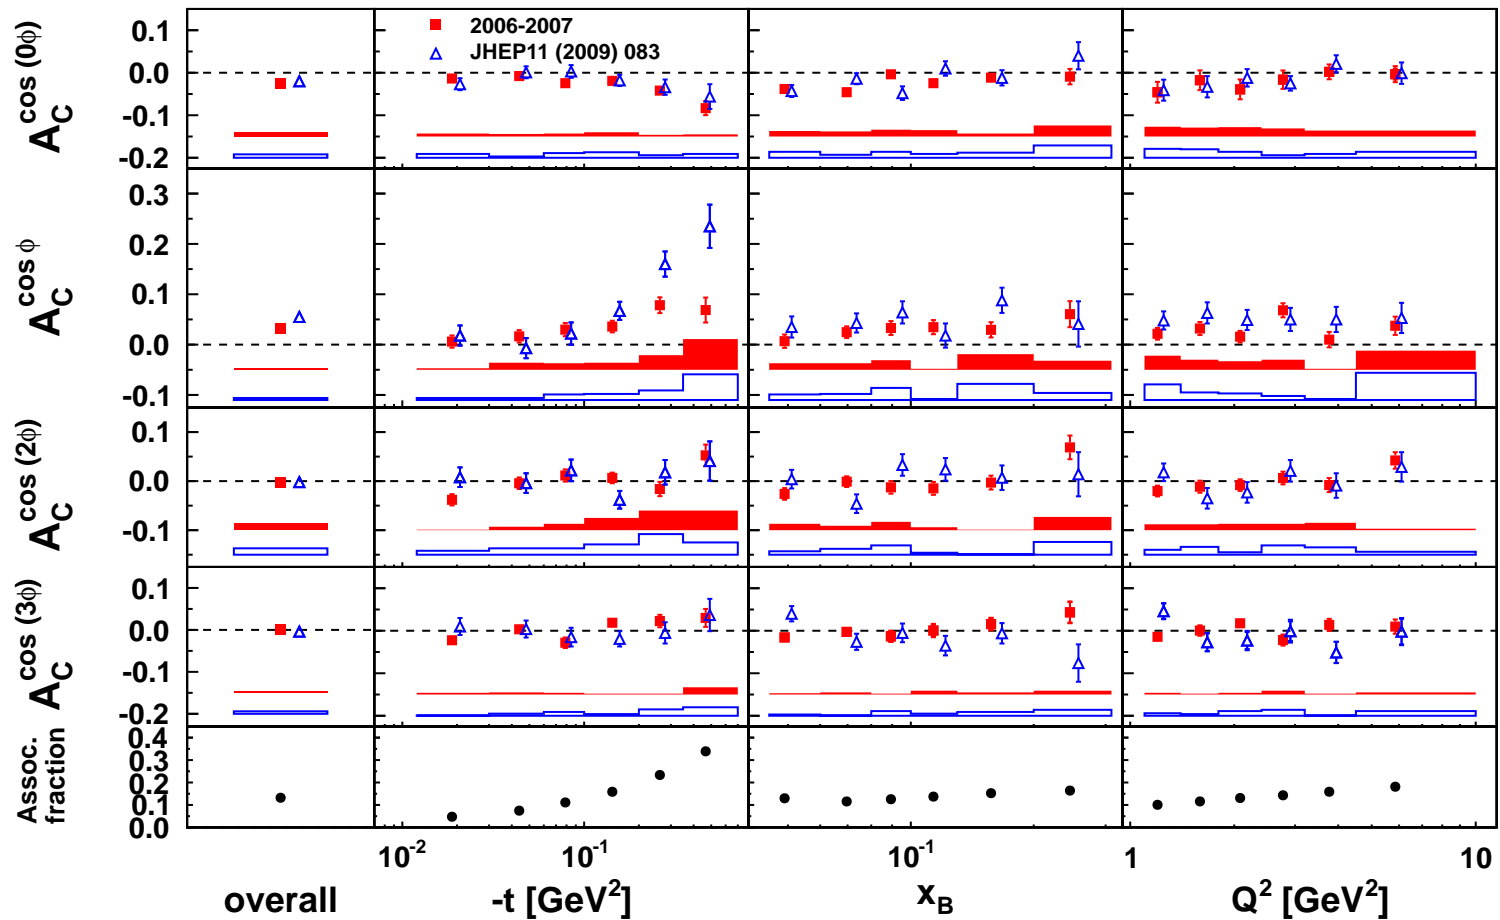 2006-2007
JHEP11 (2009) 083
A_C^cos (0ϕ)
0.1
0.0
-0.1
-0.2
A_C^cos ϕ
0.3
0.2
0.1
0.0
-0.1
A_C^cos (2ϕ)
0.1
0.0
-0.1
A_C^cos (3ϕ)
0.1
0.0
-0.1
-0.2
Assoc.
fraction
0.4
0.3
0.2
0.1
0.0
10^-2 10^-1 10^-1 1 10
overall -t [GeV^2] x_B Q^2 [GeV^2]